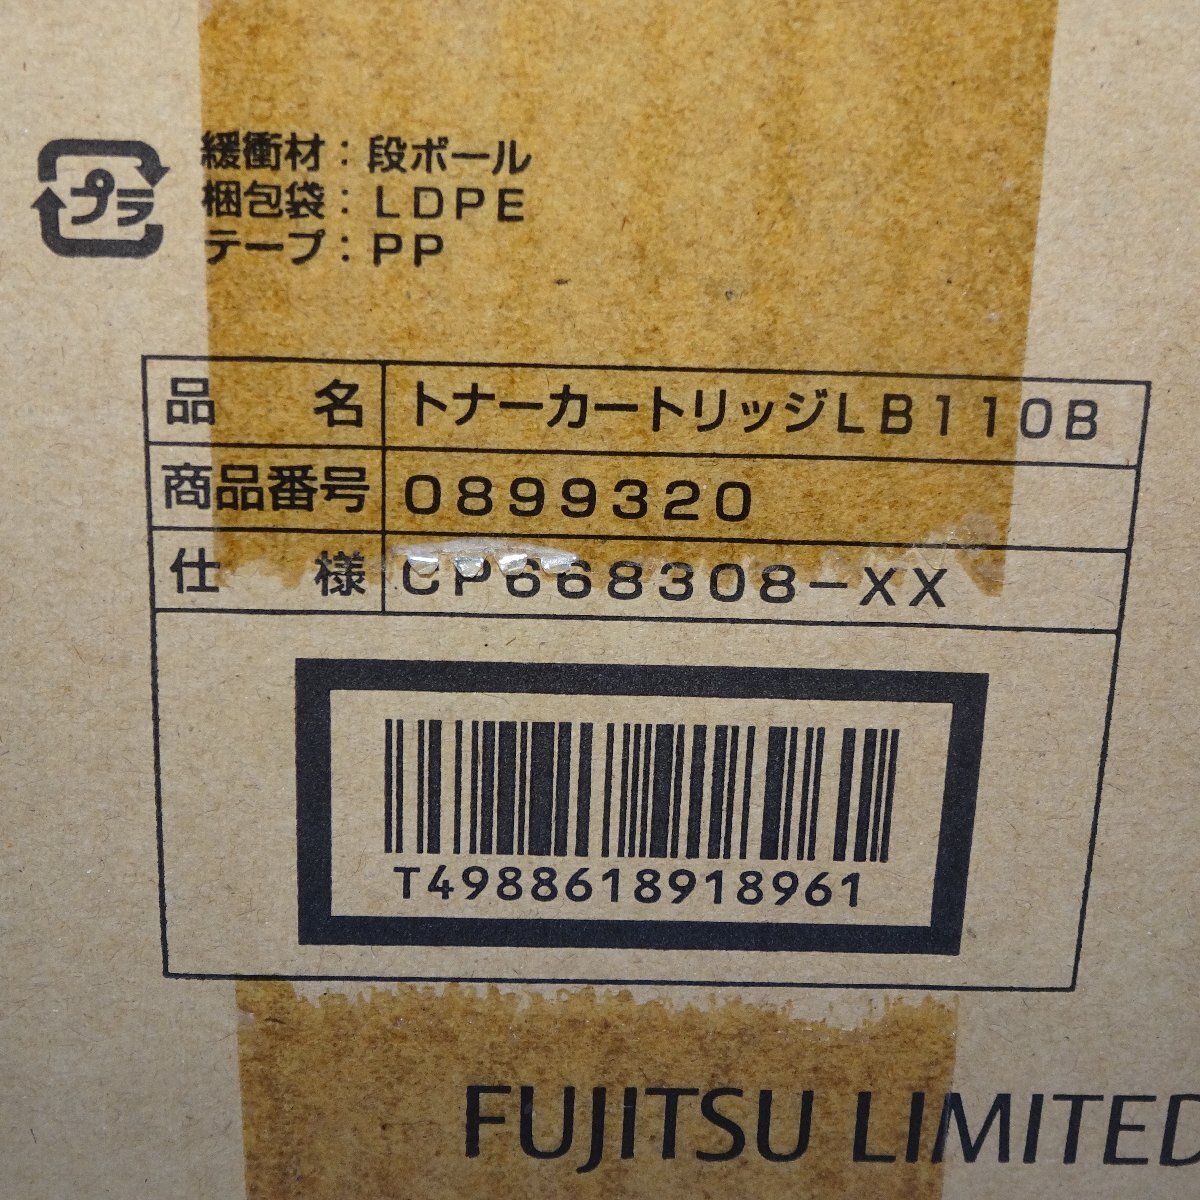 プラ
緩衝材：段ボール
梱包袋：LDPE
テープ：PP
品名 トナーカートリッジLB110B
商品番号 0899320
仕様 CP668308-XX
T4988618918961
FUJITSU LIMITED